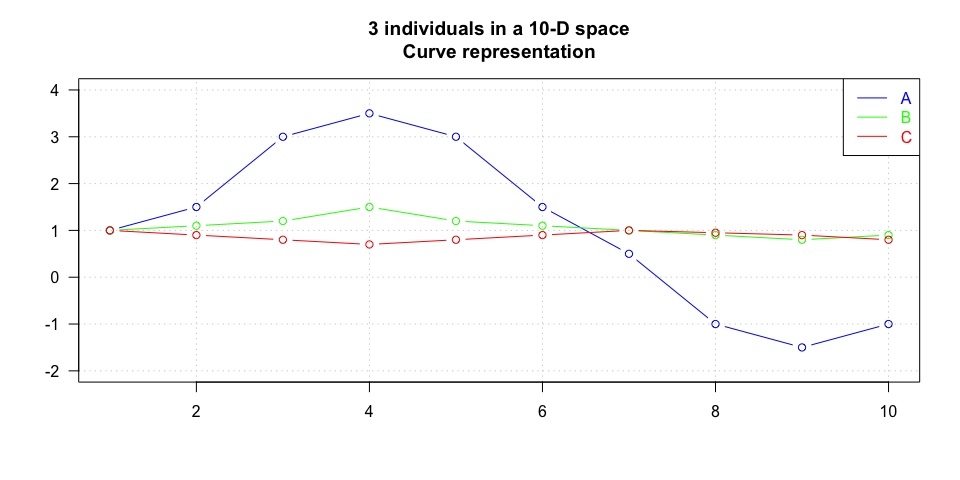 3 individuals in a 10-D space
Curve representation
4
3
2
1
0
-1
-2
A
B
C
2
4
6
8
10